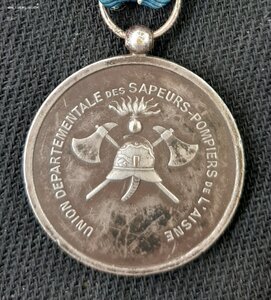 UNION DEPARTEMENTALE DES SAPEURS-POMPIERS DE L'AISNE